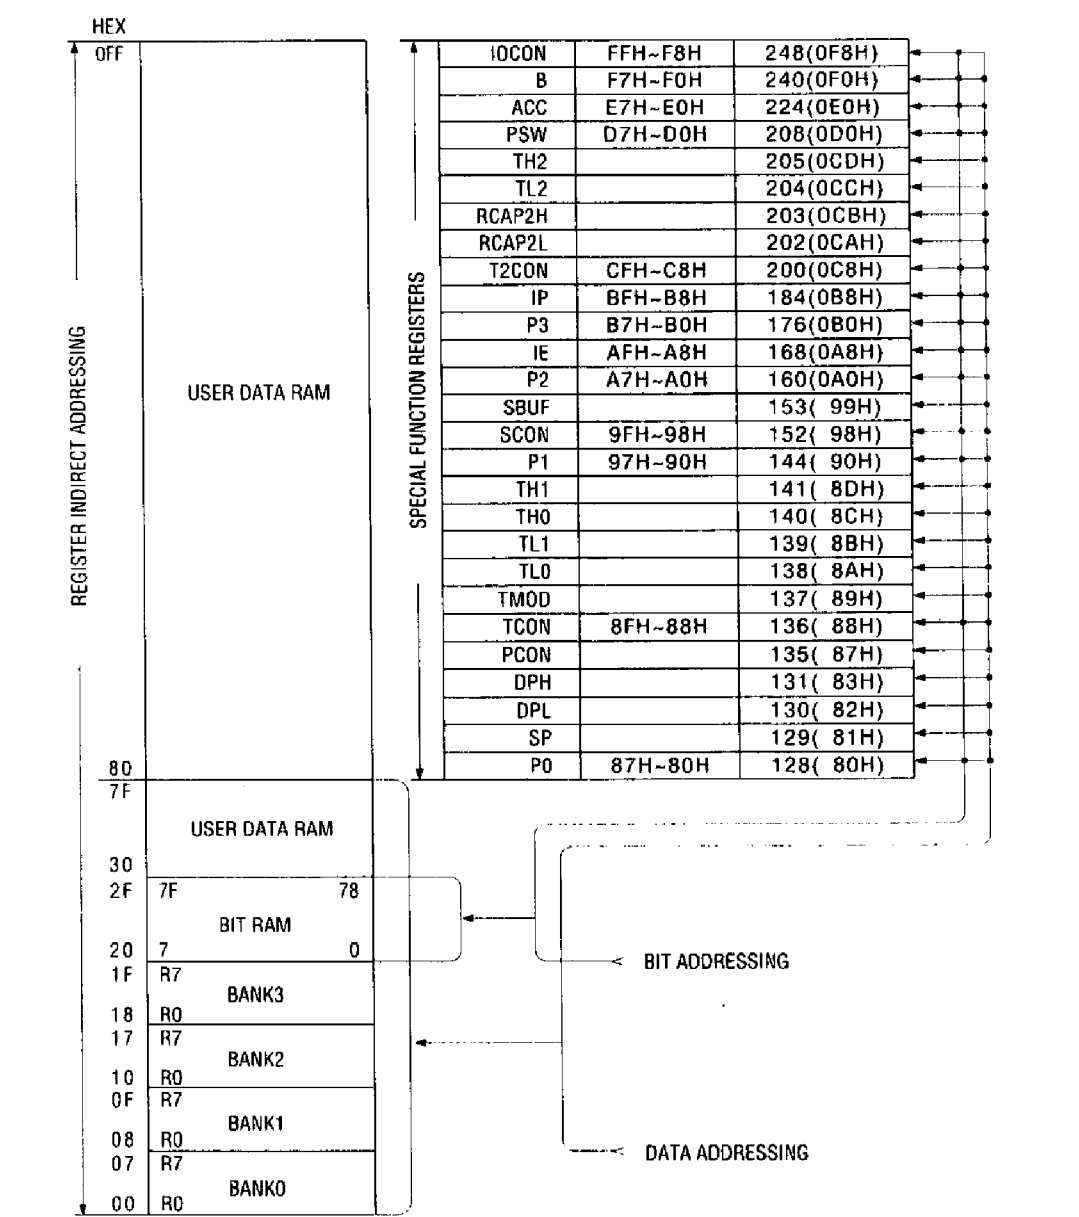 HEX
0FF
USER DATA RAM
REGISTER INDIRECT ADDRESSING
80
7F
USER DATA RAM
30
2F 7F 78
BIT RAM
20 7 0
1F R7
BANK3
18 R0
17 R7
BANK2
10 R0
0F R7
BANK1
08 R0
07 R7
BANK0
00 R0
SPECIAL FUNCTION REGISTERS
IOCON FFH~F8H 248(0F8H)
B F7H~F0H 240(0F0H)
ACC E7H~E0H 224(0E0H)
PSW D7H~D0H 208(0D0H)
TH2 205(0CDH)
TL2 204(0CCH)
RCAP2H 203(0CBH)
RCAP2L 202(0CAH)
T2CON CFH~C8H 200(0C8H)
IP BFH~B8H 184(0B8H)
P3 B7H~B0H 176(0B0H)
IE AFH~A8H 168(0A8H)
P2 A7H~A0H 160(0A0H)
SBUF 153( 99H)
SCON 9FH~98H 152( 98H)
P1 97H~90H 144( 90H)
TH1 141( 8DH)
TH0 140( 8CH)
TL1 139( 8BH)
TL0 138( 8AH)
TMOD 137( 89H)
TCON 8FH~88H 136( 88H)
PCON 135( 87H)
DPH 131( 83H)
DPL 130( 82H)
SP 129( 81H)
P0 87H~80H 128( 80H)
BIT ADDRESSING
DATA ADDRESSING